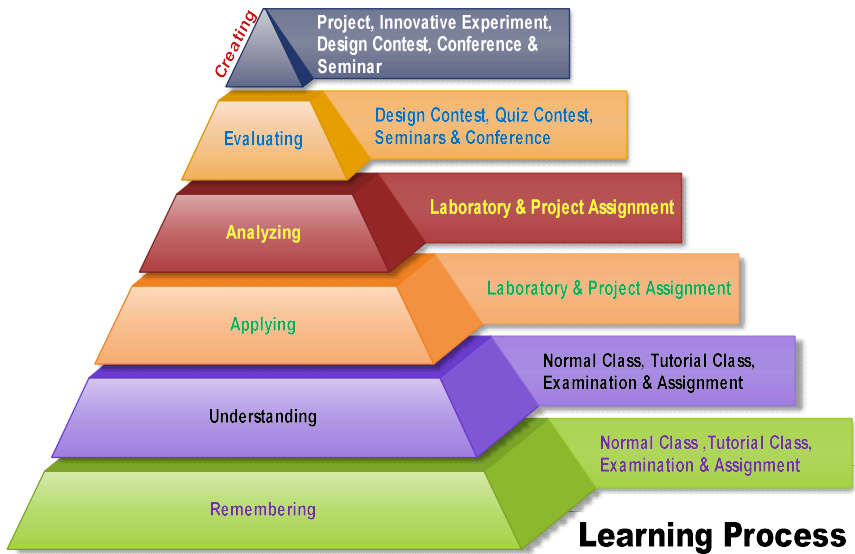 Creating
Project, Innovative Experiment,
Design Contest, Conference &
Seminar
Evaluating
Design Contest, Quiz Contest,
Seminars & Conference
Analyzing
Laboratory & Project Assignment
Applying
Laboratory & Project Assignment
Understanding
Normal Class, Tutorial Class,
Examination & Assignment
Remembering
Normal Class ,Tutorial Class,
Examination & Assignment
Learning Process